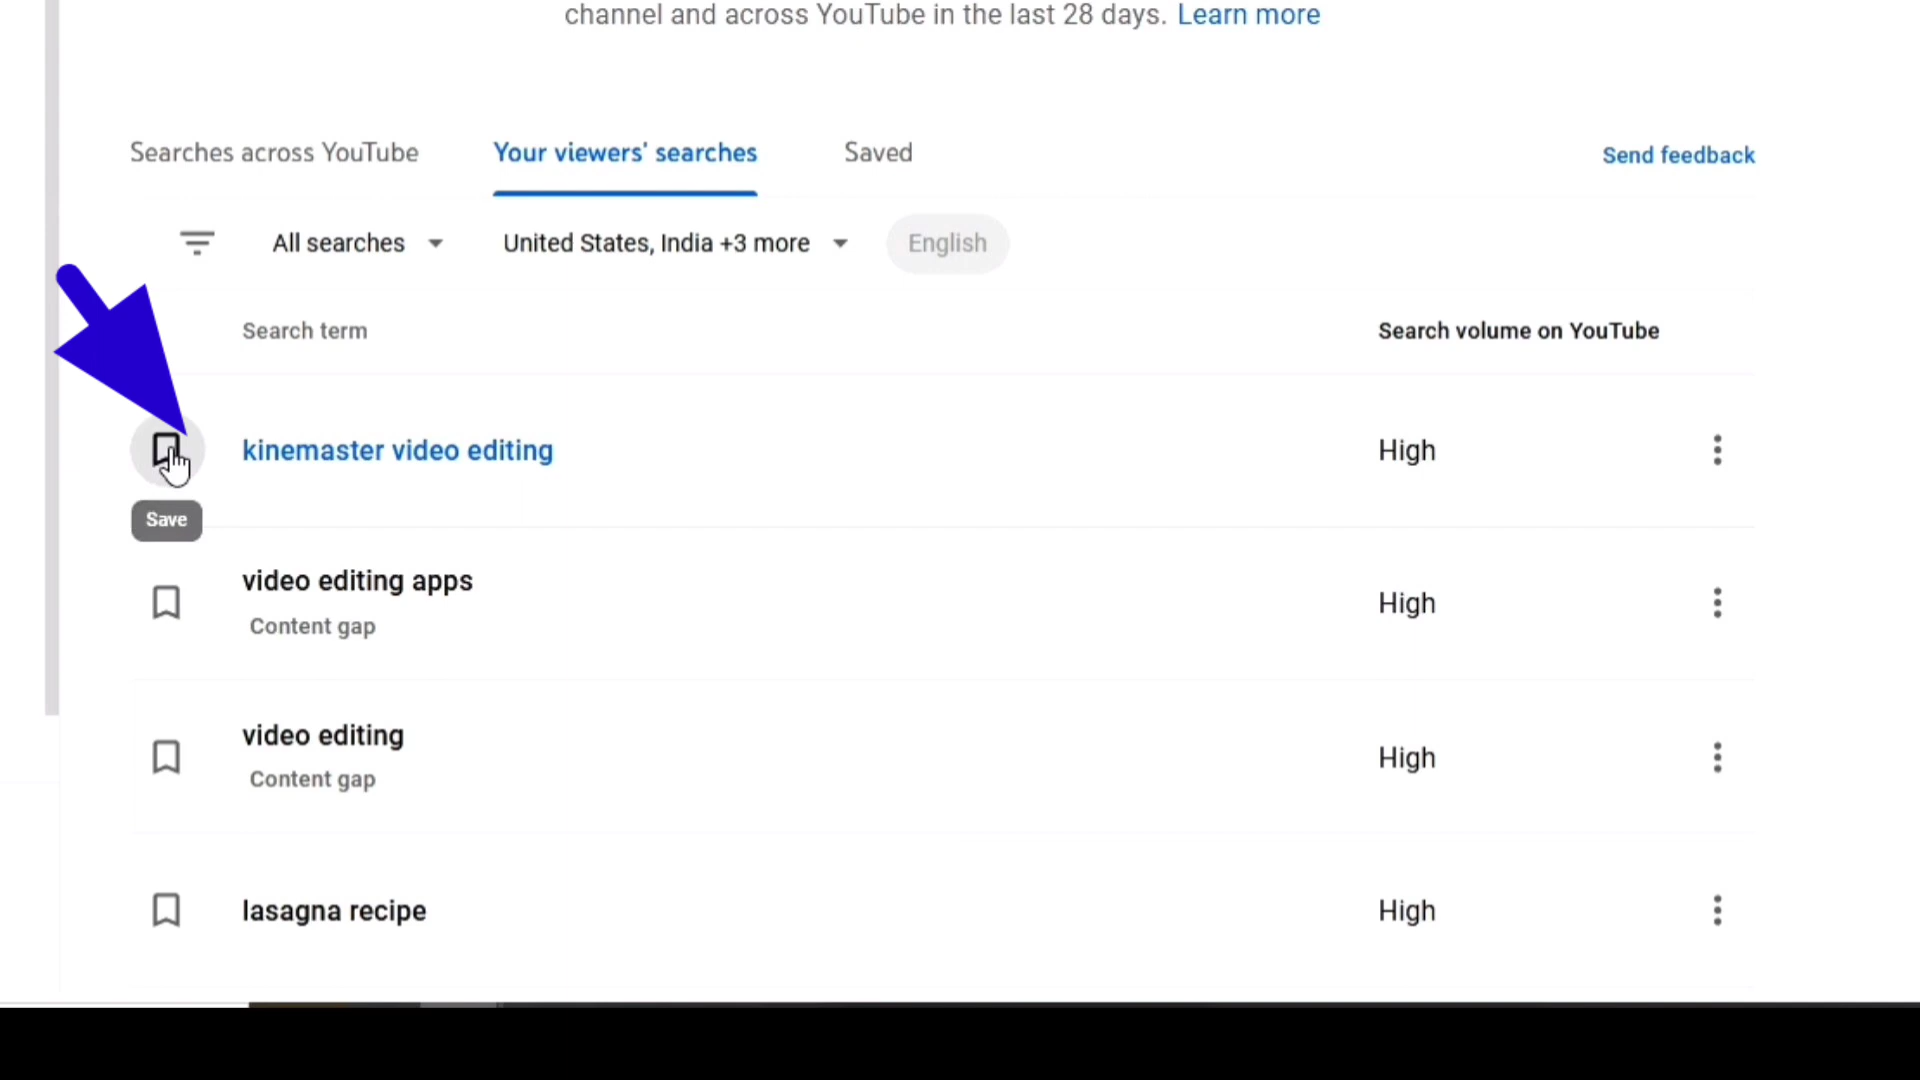 channel and across YouTube in the last 28 days. Learn more
Searches across YouTube
Your viewers' searches
Saved
Send feedback
All searches
United States, India +3 more
English
Search term
Search volume on YouTube
kinemaster video editing
High
Save
video editing apps
Content gap
High
video editing
Content gap
High
lasagna recipe
High